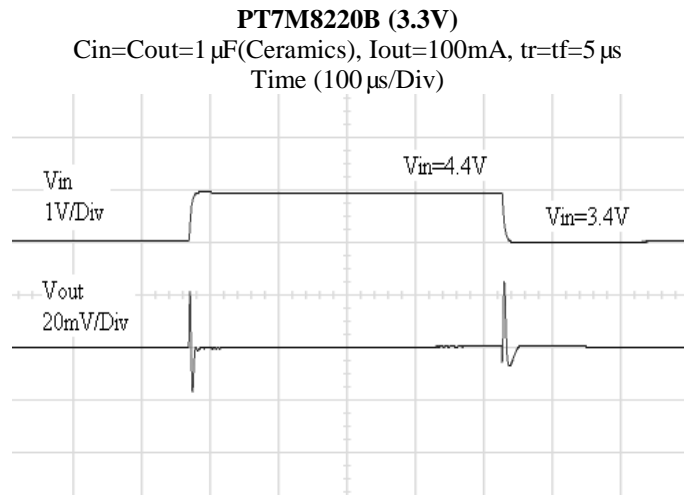 PT7M8220B (3.3V)
Cin=Cout=1 μF(Ceramics), Iout=100mA, tr=tf=5 μs
Time (100 μs/Div)
Vin=4.4V
Vin
1V/Div
Vin=3.4V
Vout
20mV/Div